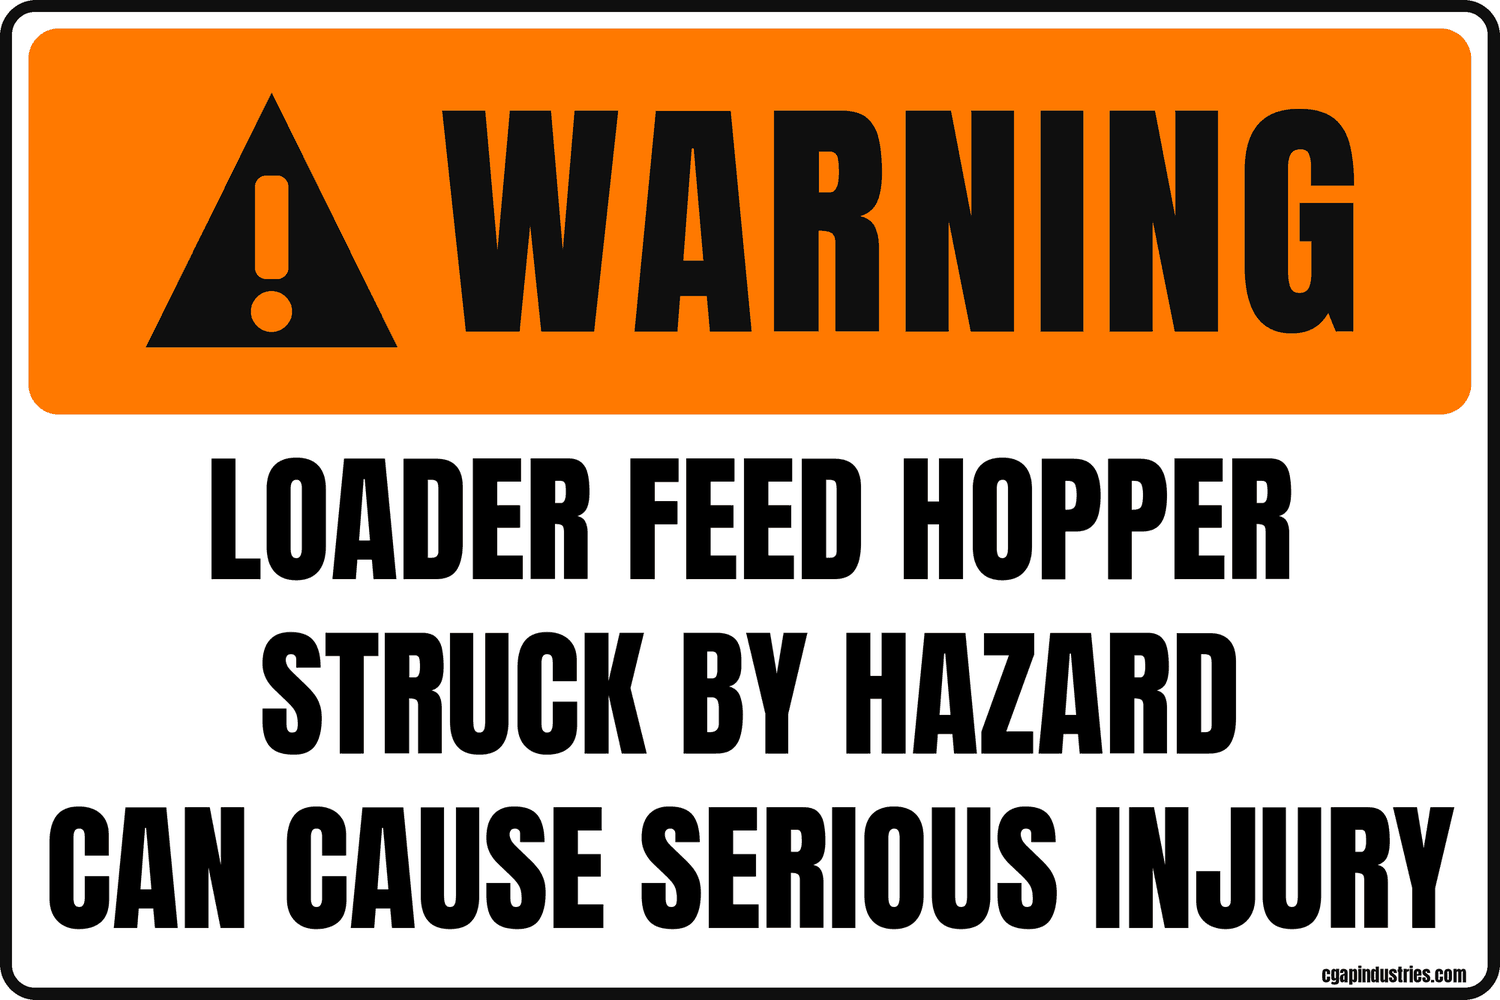 WARNING
LOADER FEED HOPPER
STRUCK BY HAZARD
CAN CAUSE SERIOUS INJURY
cgapindustries.com